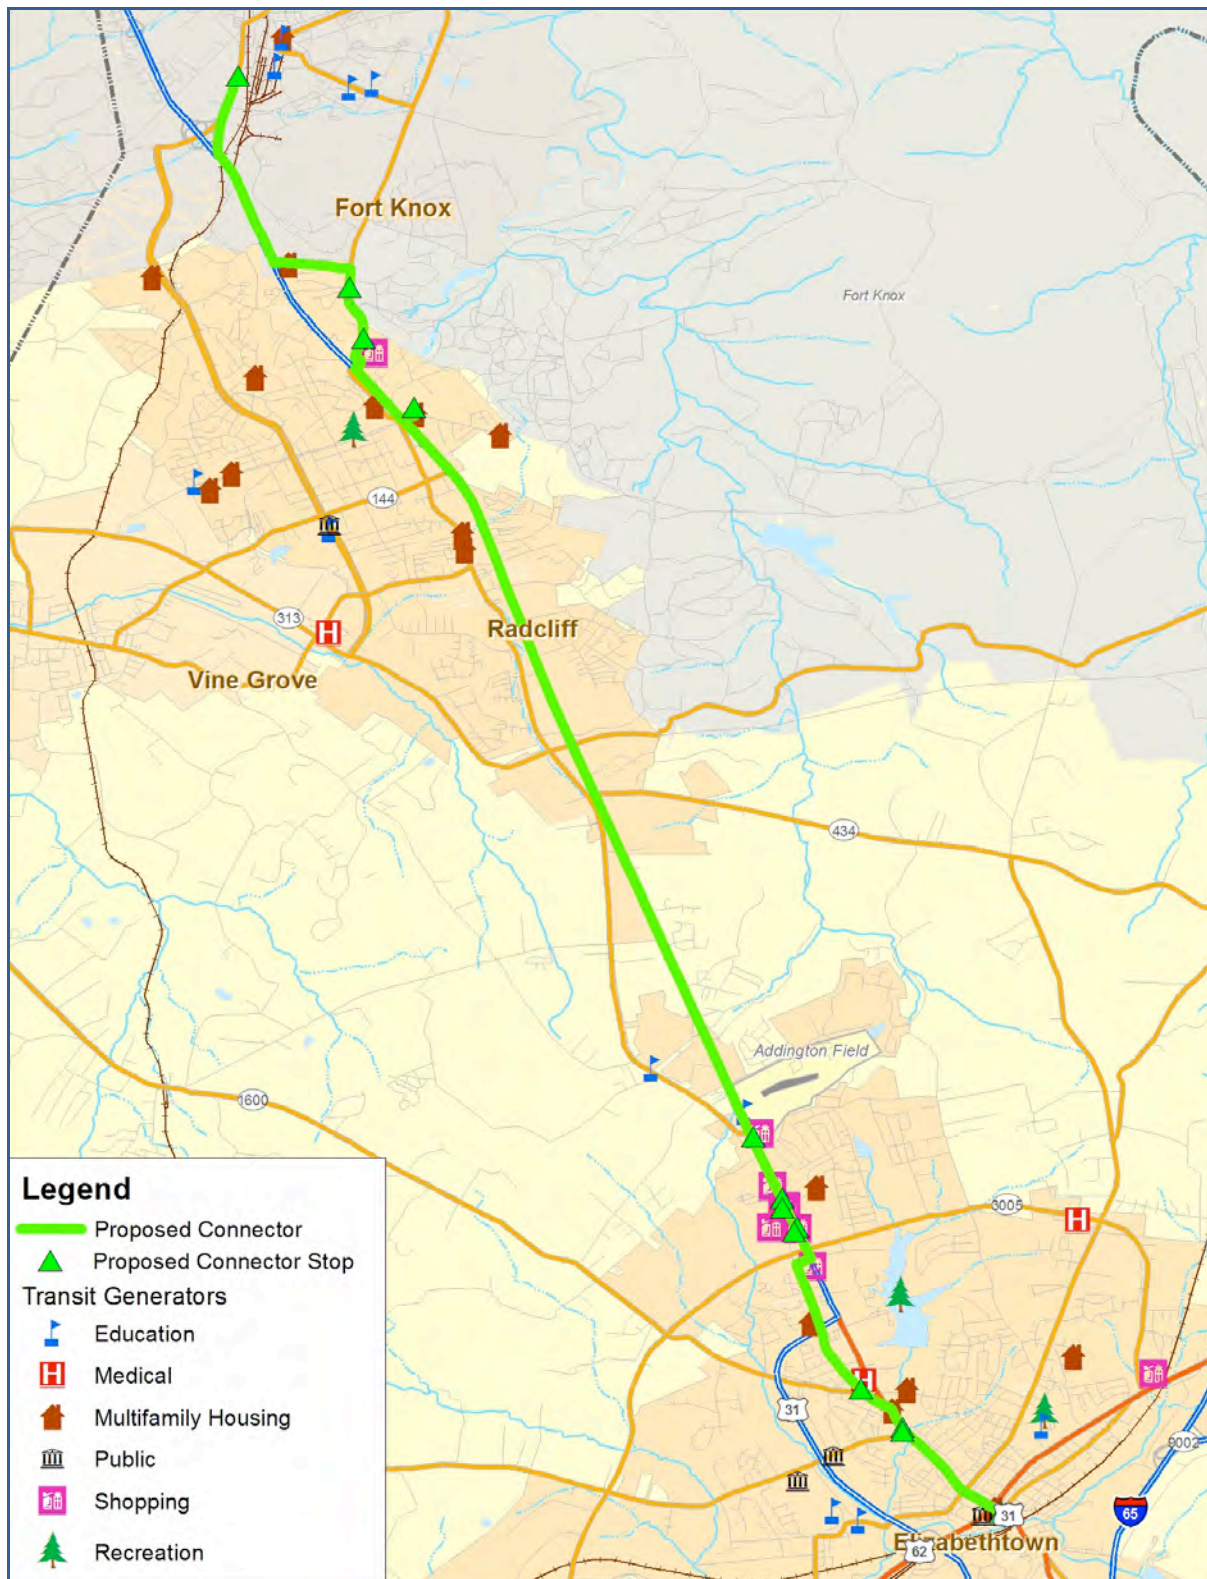 Fort Knox
Fort Knox
144
313
Radcliff
Vine Grove
434
Addington Field
1600
3005
31
9002
31
65
Elizabethtown
62
Legend
Proposed Connector
Proposed Connector Stop
Transit Generators
Education
H Medical
Multifamily Housing
Public
Shopping
Recreation
H
H
H